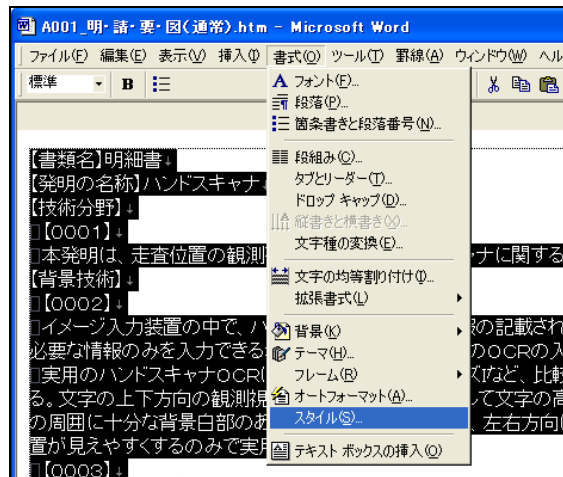 A001_明・請・要・図(通常).htm - Microsoft Word
ファイル(F) 編集(E) 表示(V) 挿入(I) 書式(O) ツール(T) 罫線(A) ウィンドウ(W) ヘル
標準 B
A フォント(F)...
段落(P)...
箇条書きと段落番号(N)...
段組み(C)...
タブとリーダー(T)...
ドロップ キャップ(D)...
縦書きと横書き(X)...
文字種の変換(E)...
文字の均等割り付け(I)...
拡張書式(L)
背景(K)
テーマ(H)...
フレーム(R)
オートフォーマット(A)...
スタイル(S)...
テキスト ボックスの挿入(O)
【書類名】明細書↓
【発明の名称】ハンドスキャナ↓
【技術分野】↓
【0001】↓
本発明は、走査位置の観測 ャナに関する
【背景技術】↓
【0002】↓
イメージ入力装置の中で、ハ 報の記載され
必要な情報のみを入力できる のOCRの入
実用のハンドスキャナOCR( ズ)など、比較
る。文字の上下方向の観測視 して文字の高
の周囲に十分な背景白部のあ 、左右方向
置が見えやすくするのみで実用
【0003】↓